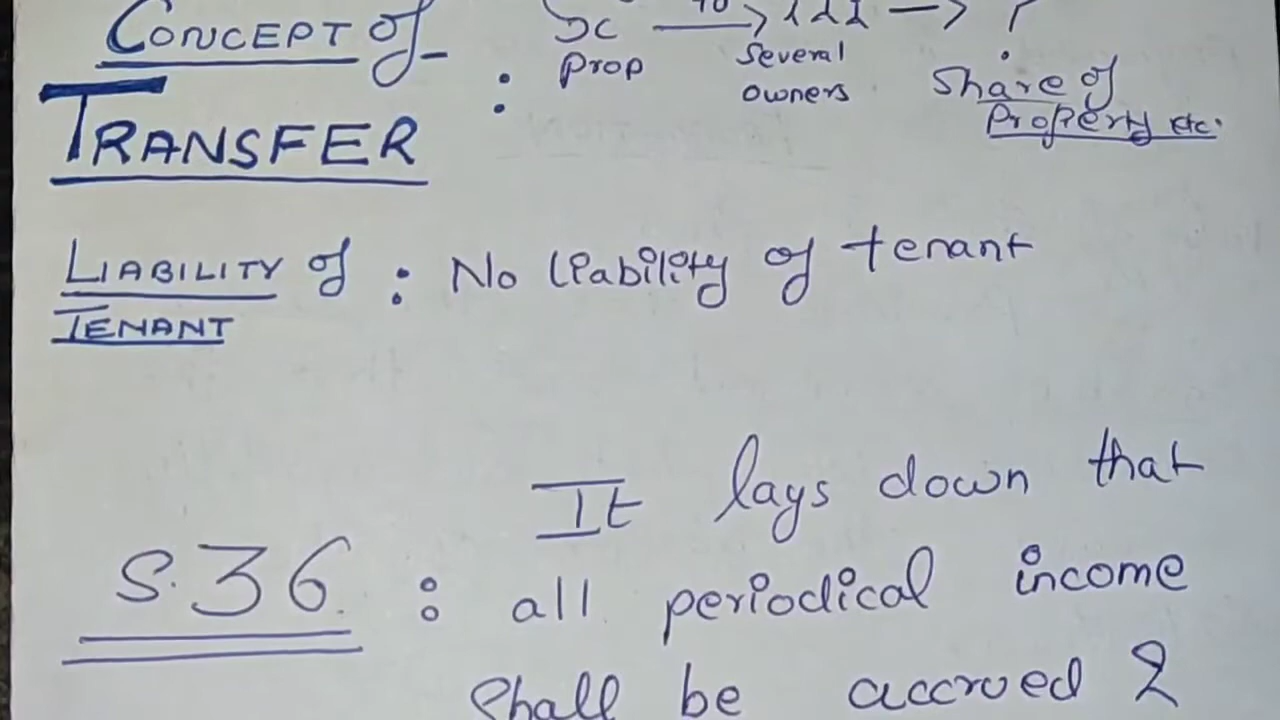 CONCEPT of
TRANSFER :
Prop
Several
owners
Share of
Property etc.
LIABILITY of : No liability of tenant
TENANT
It lays down that
S.36 : all periodical income
shall be accrued &